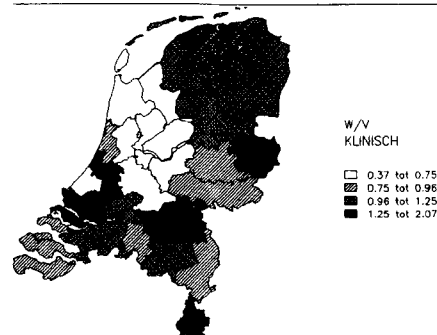 W/V
KLINISCH
0.37 tot 0.75
0.75 tot 0.96
0.96 tot 1.25
1.25 tot 2.07